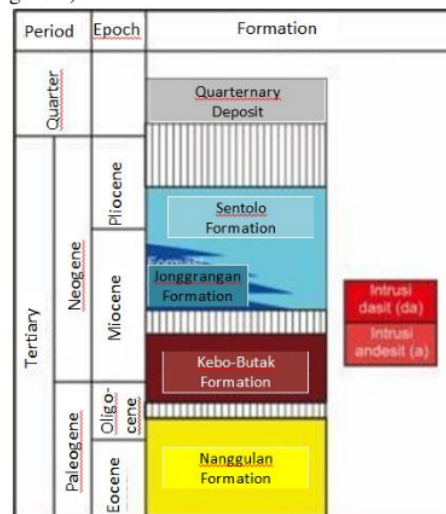 Period Epoch Formation
Quarter
Quarternary
Deposit
Tertiary
Neogene
Pliocene
Sentolo
Formation
Miocene
Jonggrangan
Formation
Intrusi
dasit (da)
Intrusi
andesit (a)
Kebo-Butak
Formation
Paleogene
Oligo-
cene
Eocene
Nanggulan
Formation